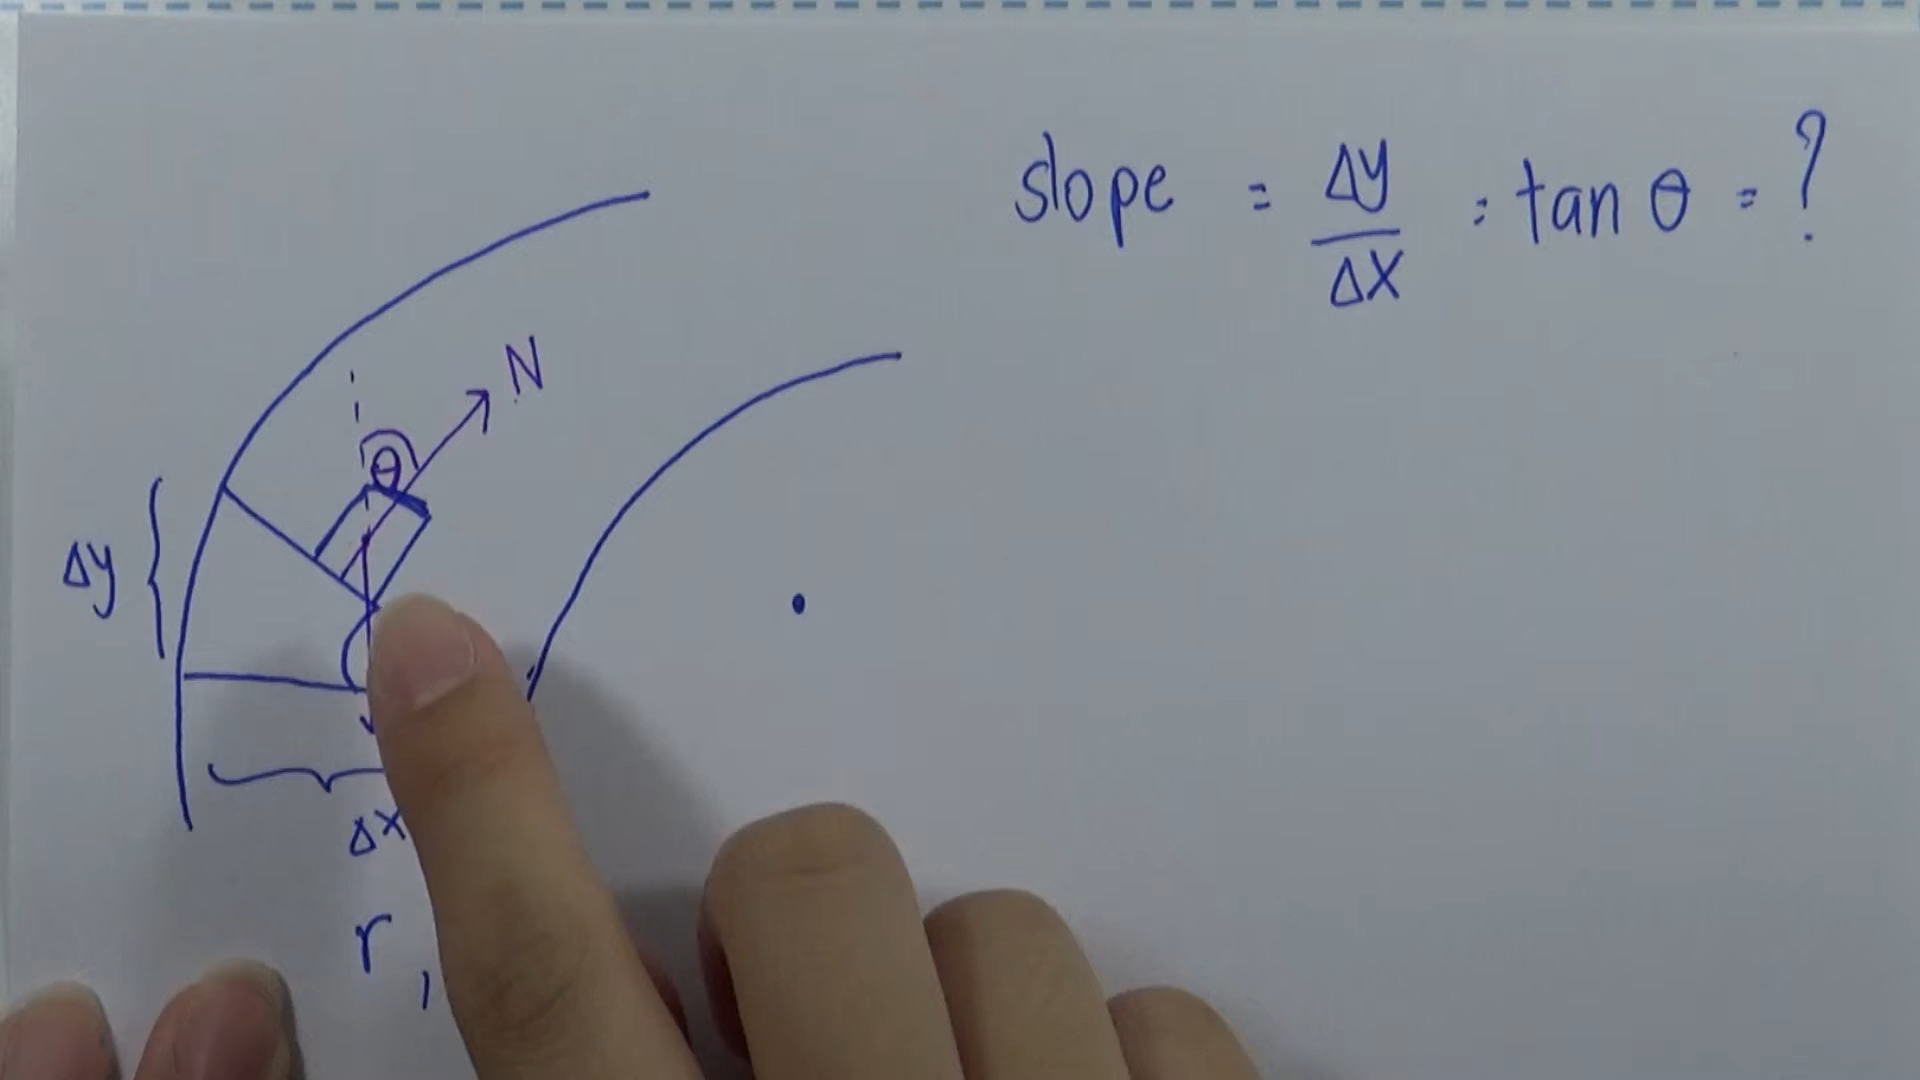 slope = Δy/Δx = tan θ = ?
N
θ
Δy
Δx
r,